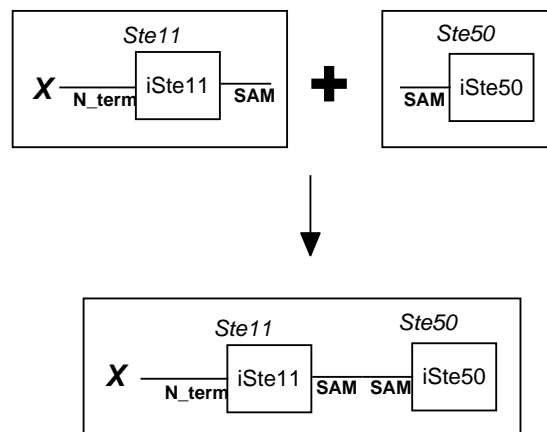 Ste11
Ste50
X
iSte11
+
iSte50
N_term
SAM
SAM
Ste11
Ste50
X
iSte11
iSte50
N_term
SAM
SAM